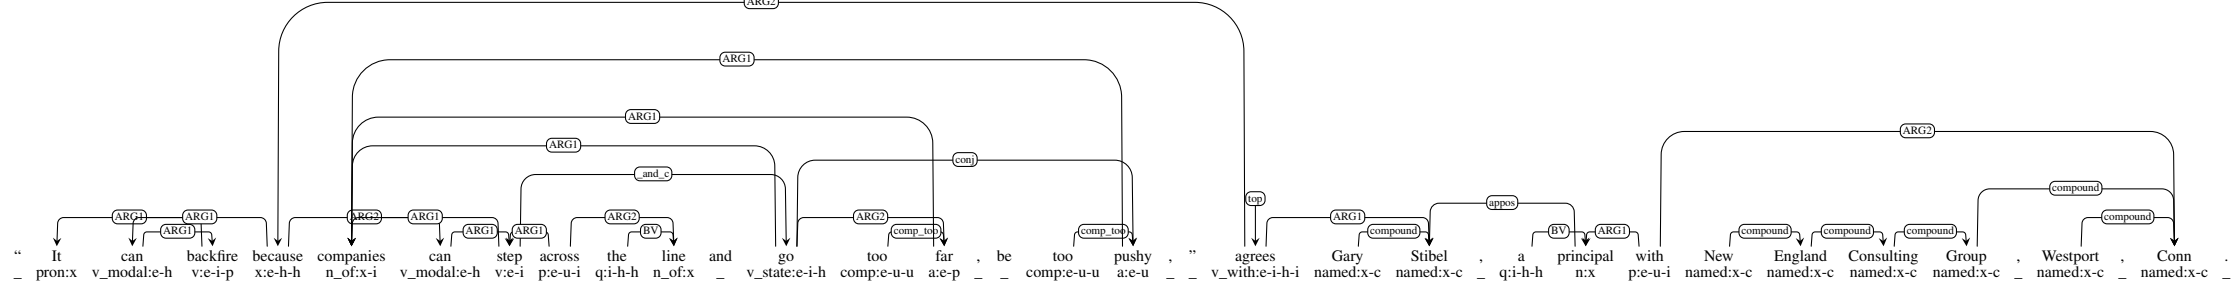 ARG2
ARG1
ARG1
ARG2
ARG1
conj
_and_c
compound
top
appos
ARG1 ARG1 ARG2 ARG1 ARG2 ARG2 ARG1 compound
ARG1 ARG1 ARG1 BV comp_too comp_too compound BV ARG1 compound compound compound
“ It can backfire because companies can step across the line and go too far , be too pushy , ” agrees Gary Stibel , a principal with New England Consulting Group , Westport , Conn .
_ pron:x v_modal:e-h v:e-i-p x:e-h-h n_of:x-i v_modal:e-h v:e-i p:e-u-i q:i-h-h n_of:x _ v_state:e-i-h comp:e-u-u a:e-p _ _ comp:e-u-u a:e-u _ _ v_with:e-i-h-i named:x-c named:x-c _ q:i-h-h n:x p:e-u-i named:x-c named:x-c named:x-c named:x-c _ named:x-c _ named:x-c _